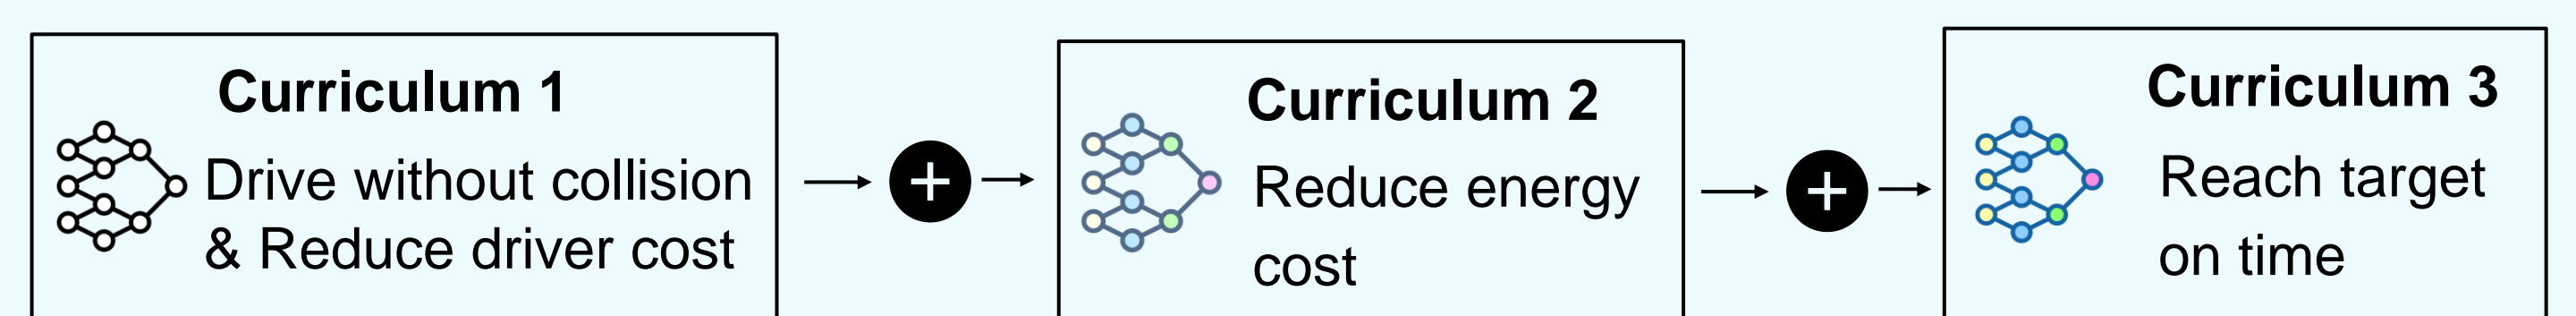 Curriculum 1
Drive without collision
& Reduce driver cost
+
Curriculum 2
Reduce energy
cost
+
Curriculum 3
Reach target
on time